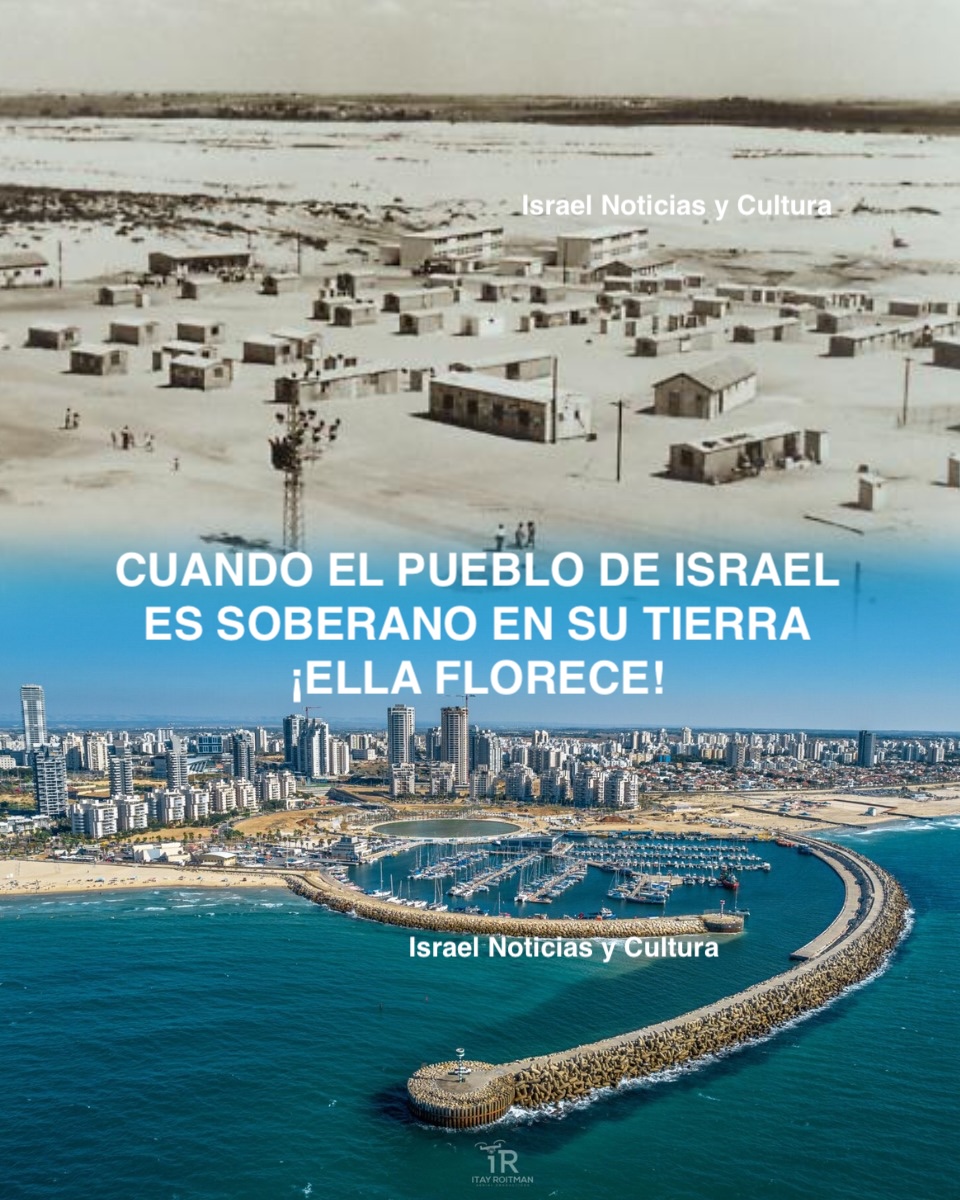 Israel Noticias y Cultura
CUANDO EL PUEBLO DE ISRAEL
ES SOBERANO EN SU TIERRA
¡ELLA FLORECE!
Israel Noticias y Cultura
iR
ITAY ROITMAN